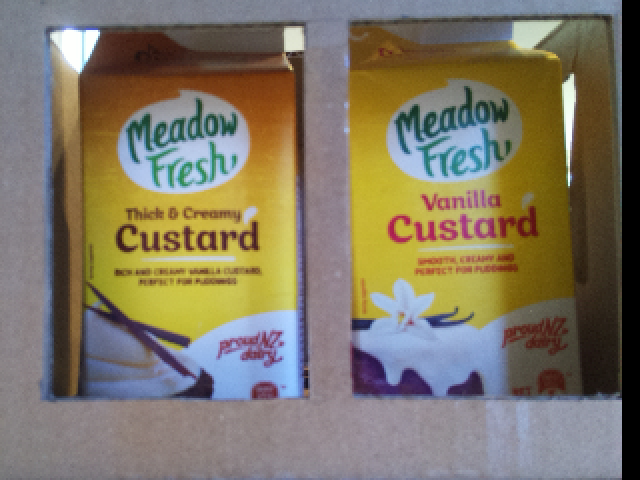 Meadow
Fresh
Thick & Creamy
Custard
RICH AND CREAMY VANILLA CUSTARD,
PERFECT FOR PUDDINGS
proud NZ
dairy
Meadow
Fresh
Vanilla
Custard
SMOOTH, CREAMY AND
PERFECT FOR PUDDINGS
proud NZ
dairy
NET